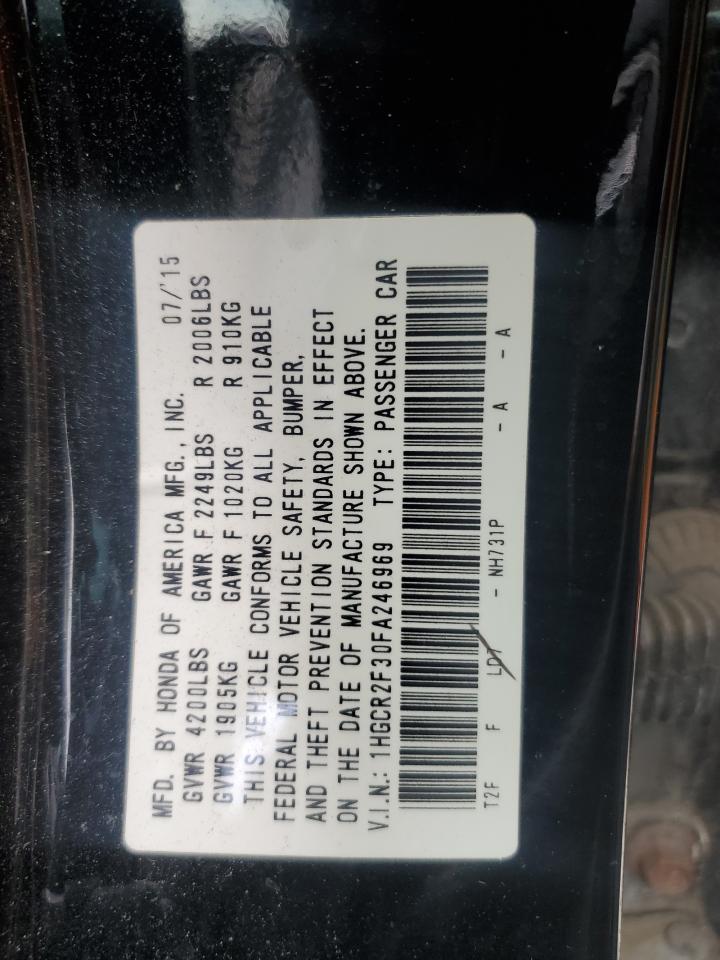 MFD. BY HONDA OF AMERICA MFG., INC. 07/'15
GVWR 4200LBS GAWR F 2249LBS R 2006LBS
GVWR 1905KG GAWR F 1020KG R 910KG
THIS VEHICLE CONFORMS TO ALL APPLICABLE
FEDERAL MOTOR VEHICLE SAFETY, BUMPER,
AND THEFT PREVENTION STANDARDS IN EFFECT
ON THE DATE OF MANUFACTURE SHOWN ABOVE.
V.I.N.: 1HGCR2F30FA246969 TYPE: PASSENGER CAR
T2F F - NH731P - A - A